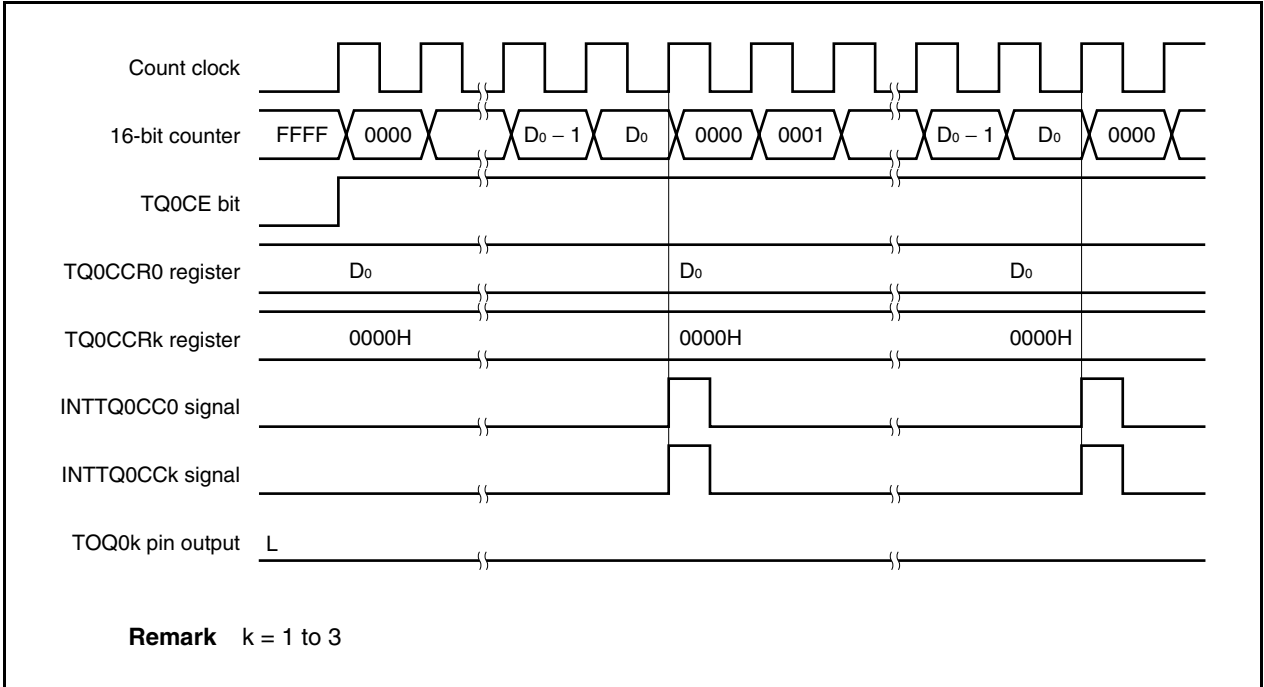 Count clock
16-bit counter FFFF 0000 D0 − 1 D0 0000 0001 D0 − 1 D0 0000
TQ0CE bit
TQ0CCR0 register D0 D0 D0
TQ0CCRk register 0000H 0000H 0000H
INTTQ0CC0 signal
INTTQ0CCk signal
TOQ0k pin output L
Remark k = 1 to 3